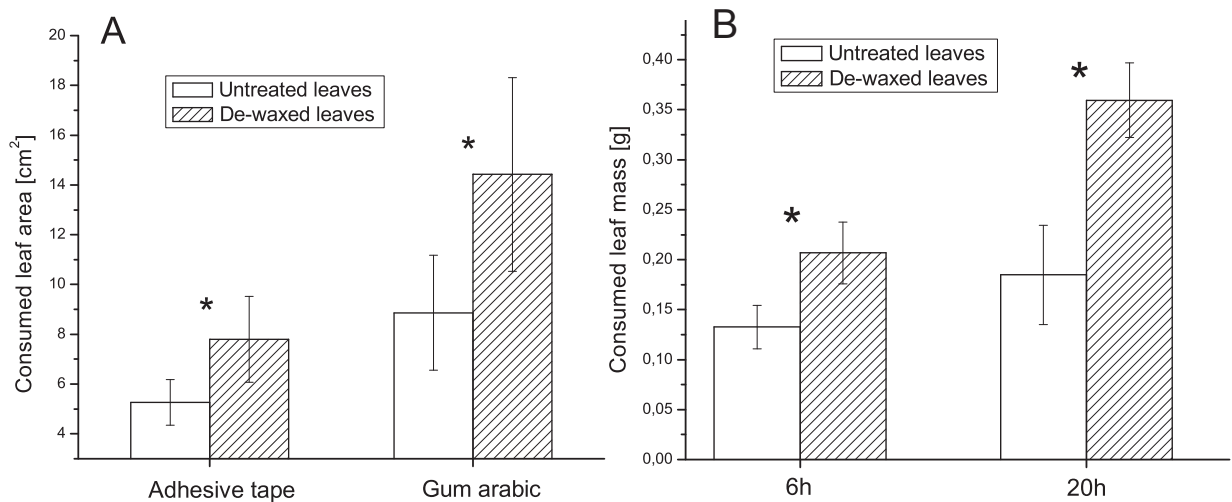 A
Consumed leaf area [cm²]
20
18
16
14
12
10
8
6
4
Untreated leaves
De-waxed leaves
*
*
Adhesive tape
Gum arabic
B
Consumed leaf mass [g]
0,40
0,35
0,30
0,25
0,20
0,15
0,10
0,05
0,00
Untreated leaves
De-waxed leaves
*
*
6h
20h